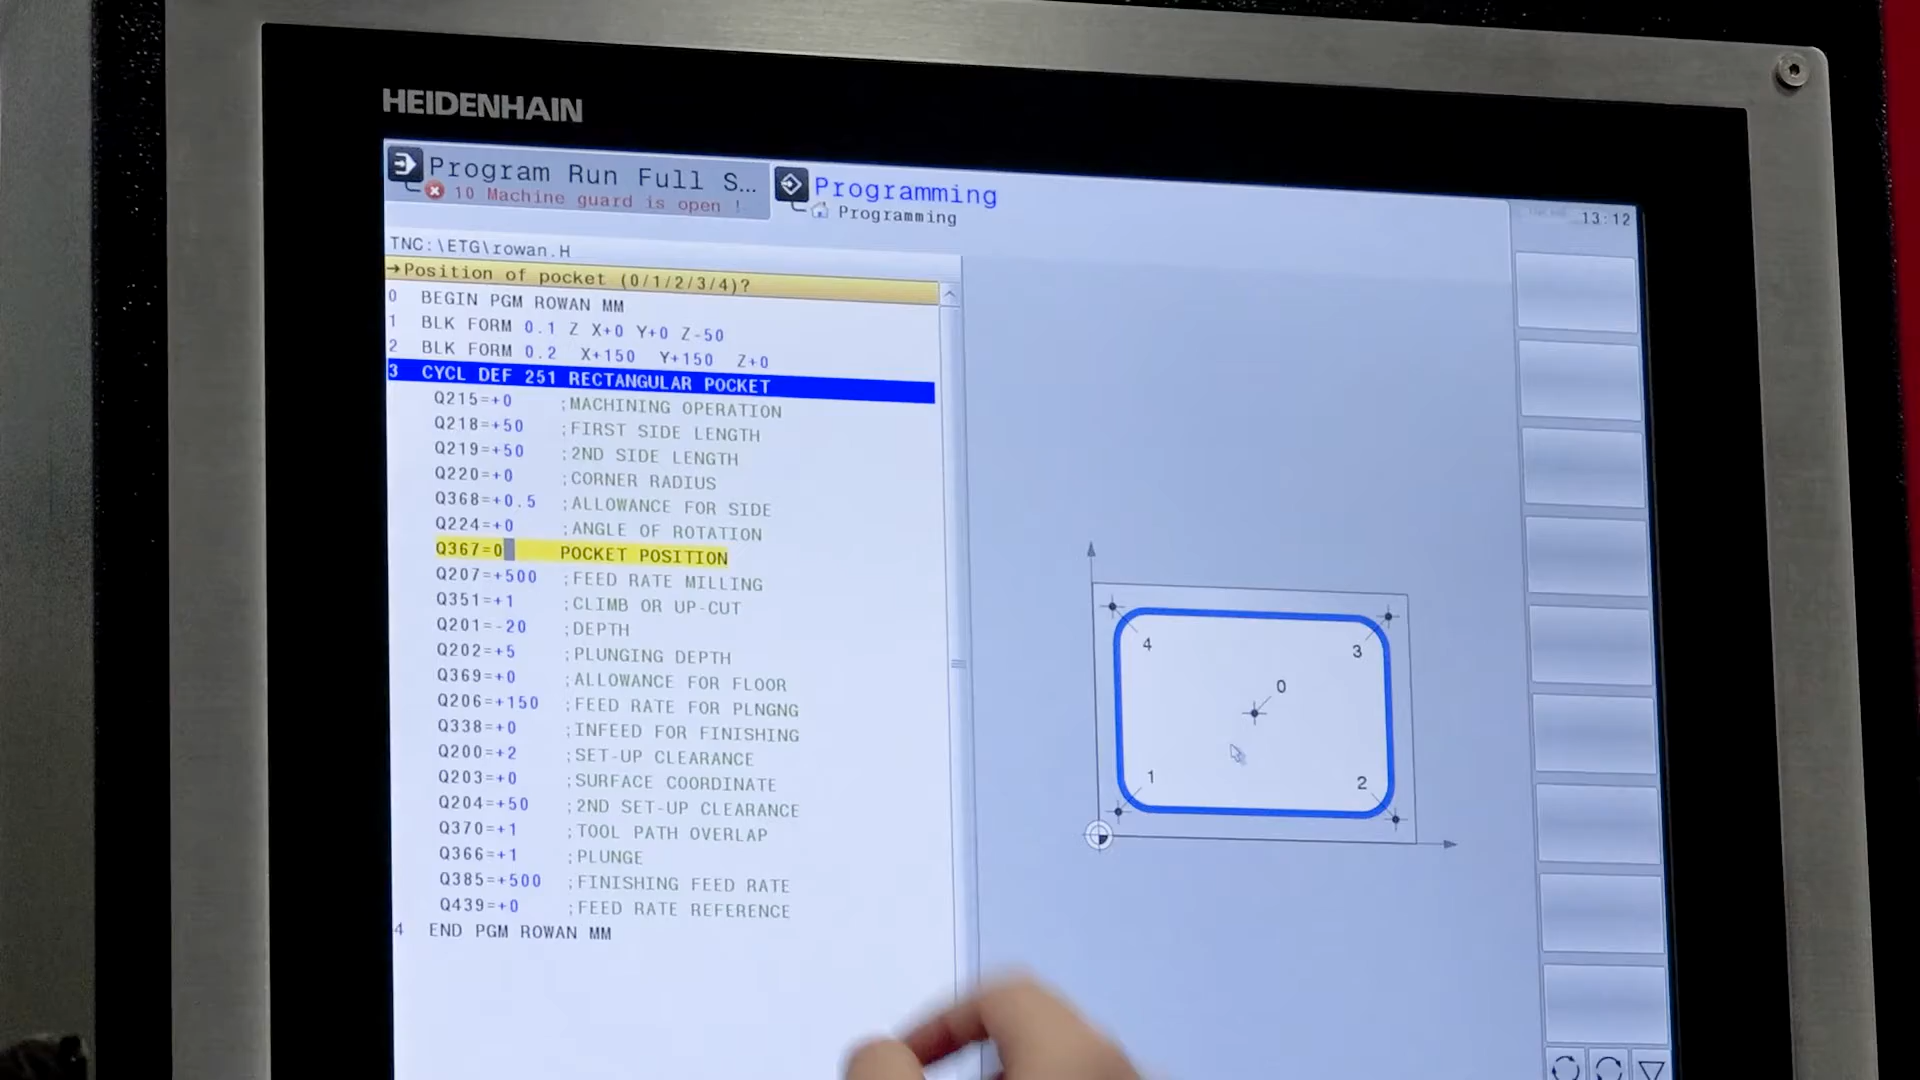 HEIDENHAIN
Program Run Full S...
10 Machine guard is open !
Programming
Programming
13:12
TNC:\ETG\rowan.H
→Position of pocket (0/1/2/3/4)?
0 BEGIN PGM ROWAN MM
1 BLK FORM 0.1 Z X+0 Y+0 Z-50
2 BLK FORM 0.2 X+150 Y+150 Z+0
3 CYCL DEF 251 RECTANGULAR POCKET
Q215=+0 ;MACHINING OPERATION
Q218=+50 ;FIRST SIDE LENGTH
Q219=+50 ;2ND SIDE LENGTH
Q220=+0 ;CORNER RADIUS
Q368=+0.5 ;ALLOWANCE FOR SIDE
Q224=+0 ;ANGLE OF ROTATION
Q367=0 POCKET POSITION
Q207=+500 ;FEED RATE MILLING
Q351=+1 ;CLIMB OR UP-CUT
Q201=-20 ;DEPTH
Q202=+5 ;PLUNGING DEPTH
Q369=+0 ;ALLOWANCE FOR FLOOR
Q206=+150 ;FEED RATE FOR PLNGNG
Q338=+0 ;INFEED FOR FINISHING
Q200=+2 ;SET-UP CLEARANCE
Q203=+0 ;SURFACE COORDINATE
Q204=+50 ;2ND SET-UP CLEARANCE
Q370=+1 ;TOOL PATH OVERLAP
Q366=+1 ;PLUNGE
Q385=+500 ;FINISHING FEED RATE
Q439=+0 ;FEED RATE REFERENCE
4 END PGM ROWAN MM
4 3
0
1 2